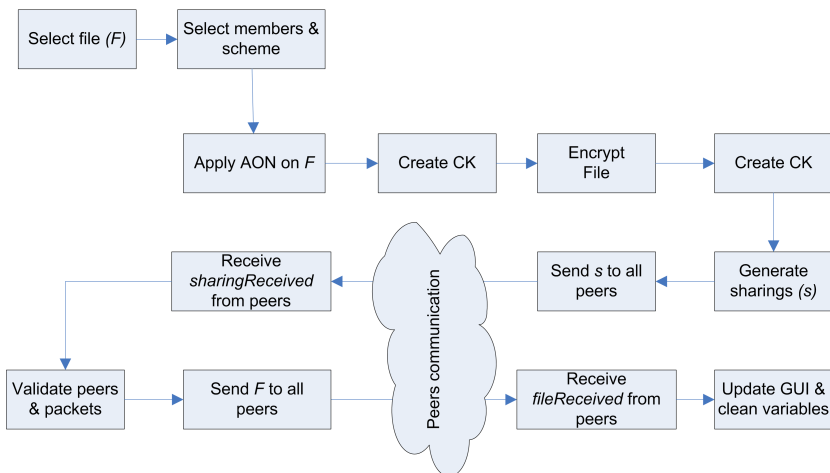 Select file (F)
Select members &
scheme
Apply AON on F
Create CK
Encrypt
File
Create CK
Generate
sharings (s)
Send s to all
peers
Peers communication
Receive
sharingReceived
from peers
Validate peers
& packets
Send F to all
peers
Receive
fileReceived from
peers
Update GUI &
clean variables